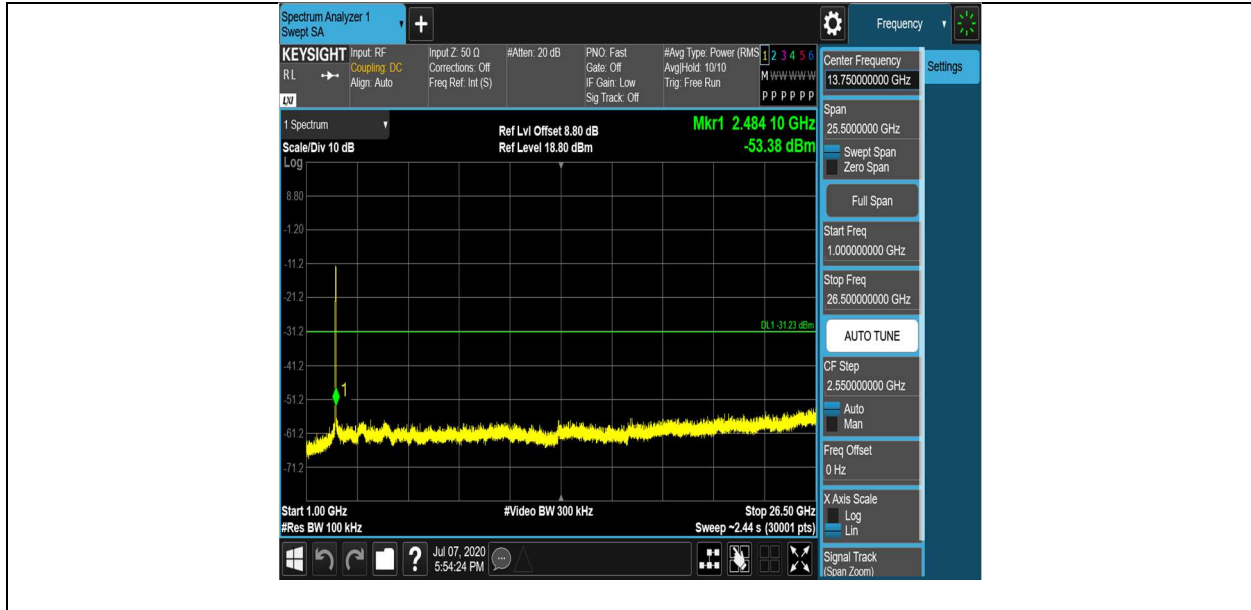 Spectrum Analyzer 1
Swept SA
Frequency
KEYSIGHT
RL
LXI
Input: RF
Coupling: DC
Align: Auto
Input Z: 50 Ω
Corrections: Off
Freq Ref: Int (S)
#Atten: 20 dB
PNO: Fast
Gate: Off
IF Gain: Low
Sig Track: Off
#Avg Type: Power (RMS
Avg|Hold: 10/10
Trig: Free Run
1 2 3 4 5 6
M W W W W W
P P P P P P
1 Spectrum
Scale/Div 10 dB
Ref Lvl Offset 8.80 dB
Ref Level 18.80 dBm
Mkr1 2.484 10 GHz
-53.38 dBm
Log
8.80
-1.20
-11.2
-21.2
-31.2
-41.2
-51.2
-61.2
-71.2
DL1 -31.23 dBm
1
Start 1.00 GHz
#Res BW 100 kHz
#Video BW 300 kHz
Stop 26.50 GHz
Sweep ~2.44 s (30001 pts)
Jul 07, 2020
5:54:24 PM
?
Center Frequency
13.750000000 GHz
Settings
Span
25.5000000 GHz
Swept Span
Zero Span
Full Span
Start Freq
1.000000000 GHz
Stop Freq
26.500000000 GHz
AUTO TUNE
CF Step
2.550000000 GHz
Auto
Man
Freq Offset
0 Hz
X Axis Scale
Log
Lin
Signal Track
(Span Zoom)